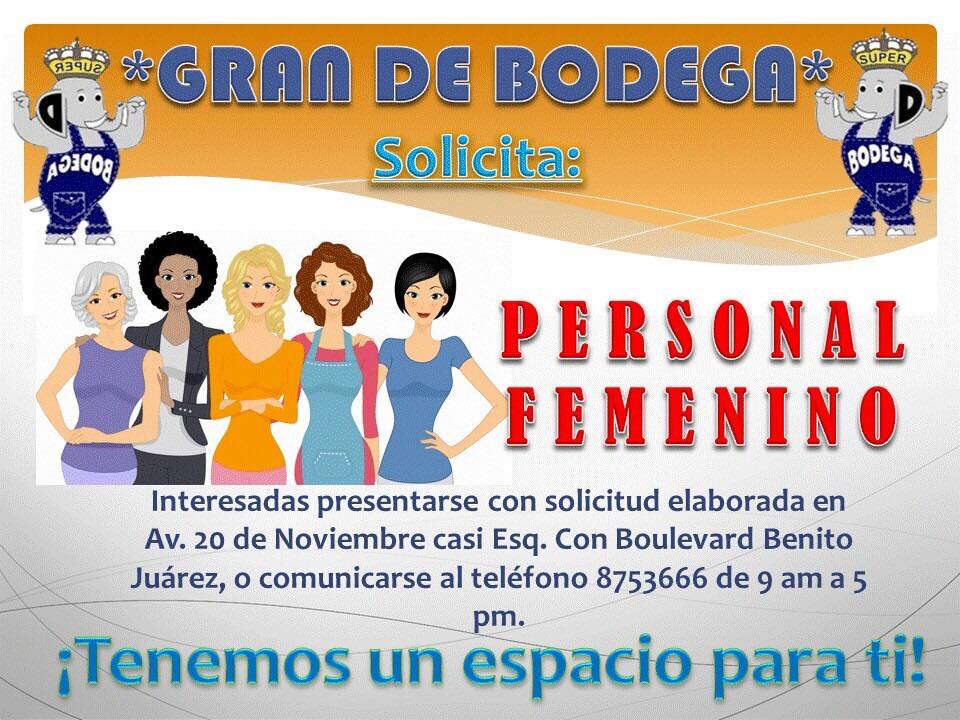 *GRAN DE BODEGA*
SUPER
SUPER
D
D
BODEGA
BODEGA
Solicita:
PERSONAL
FEMENINO
Interesadas presentarse con solicitud elaborada en
Av. 20 de Noviembre casi Esq. Con Boulevard Benito
Juárez, o comunicarse al teléfono 8753666 de 9 am a 5
pm.
¡Tenemos un espacio para ti!